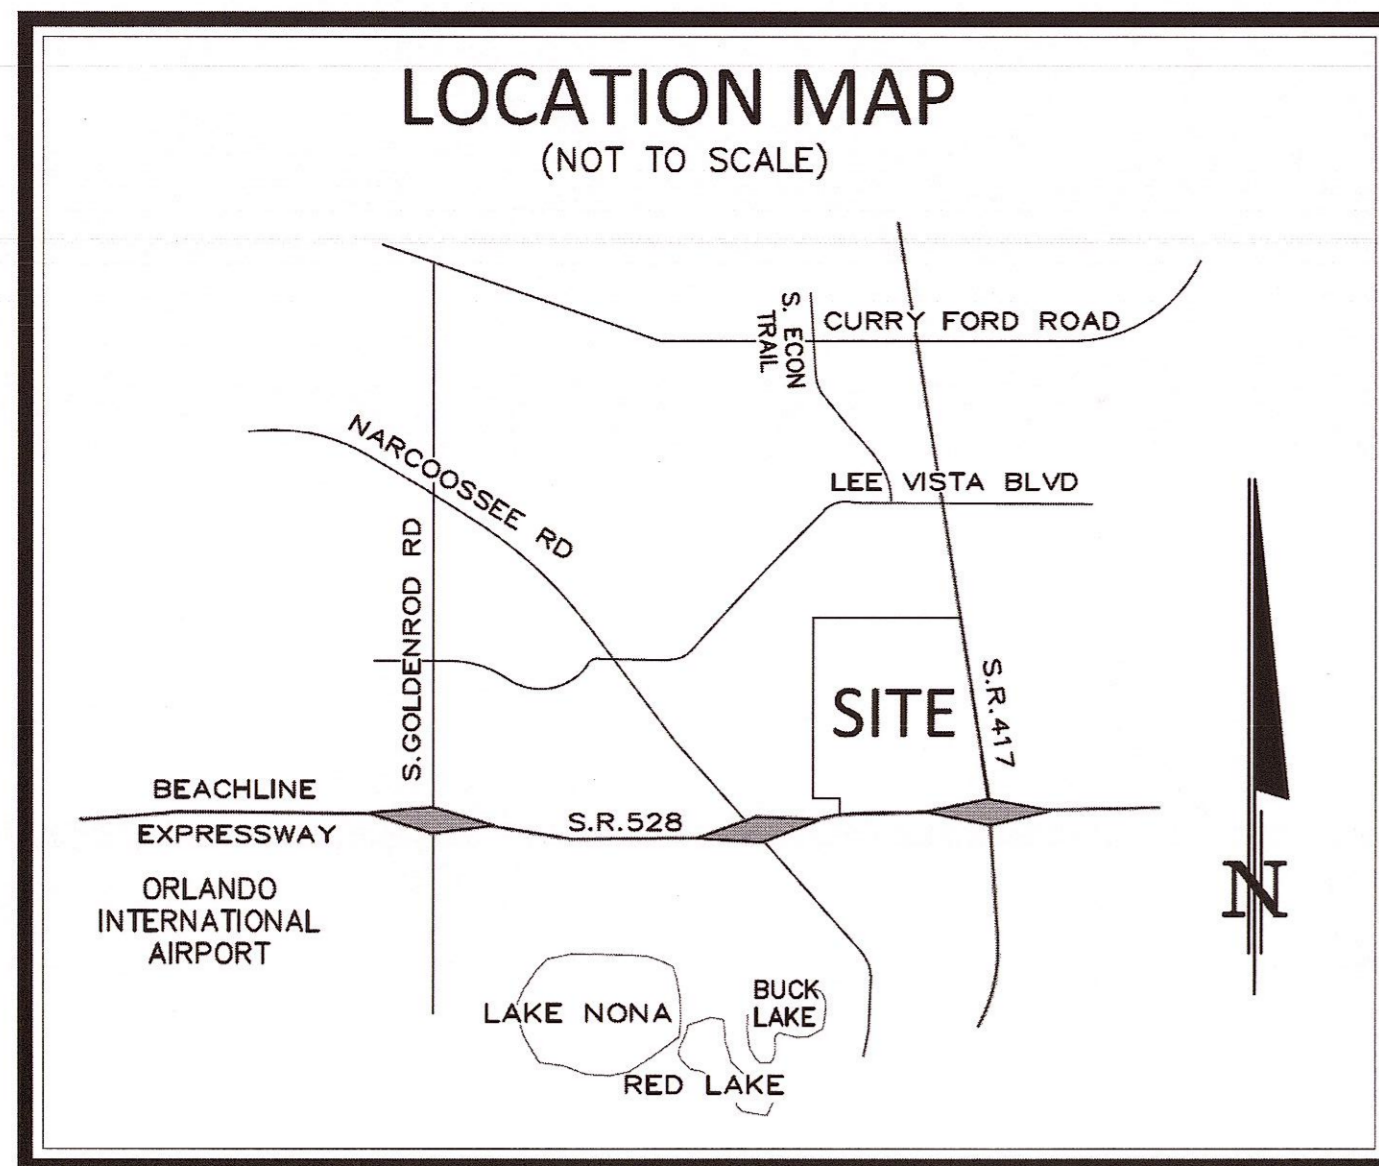 LOCATION MAP
(NOT TO SCALE)
S. ECON
TRAIL
CURRY FORD ROAD
NARCOOSSEE RD
LEE VISTA BLVD
S.GOLDENROD RD
SITE
S.R.417
BEACHLINE
EXPRESSWAY
S.R.528
ORLANDO
INTERNATIONAL
AIRPORT
N
LAKE NONA
BUCK
LAKE
RED LAKE